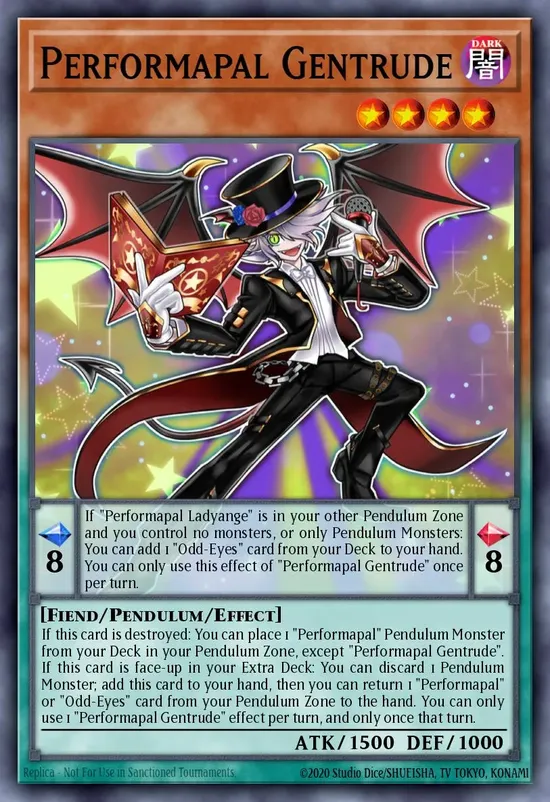 PERFORMAPAL GENTRUDE
DARK
闇
If "Performapal Ladyange" is in your other Pendulum Zone
and you control no monsters, or only Pendulum Monsters:
You can add 1 "Odd-Eyes" card from your Deck to your hand.
You can only use this effect of "Performapal Gentrude" once
per turn.
8
8
[FIEND/PENDULUM/EFFECT]
If this card is destroyed: You can place 1 "Performapal" Pendulum Monster
from your Deck in your Pendulum Zone, except "Performapal Gentrude".
If this card is face-up in your Extra Deck: You can discard 1 Pendulum
Monster; add this card to your hand, then you can return 1 "Performapal"
or "Odd-Eyes" card from your Pendulum Zone to the hand. You can only
use 1 "Performapal Gentrude" effect per turn, and only once that turn.
ATK/1500 DEF/1000
Replica - Not For Use in Sanctioned Tournaments
©2020 Studio Dice/SHUEISHA, TV TOKYO, KONAMI